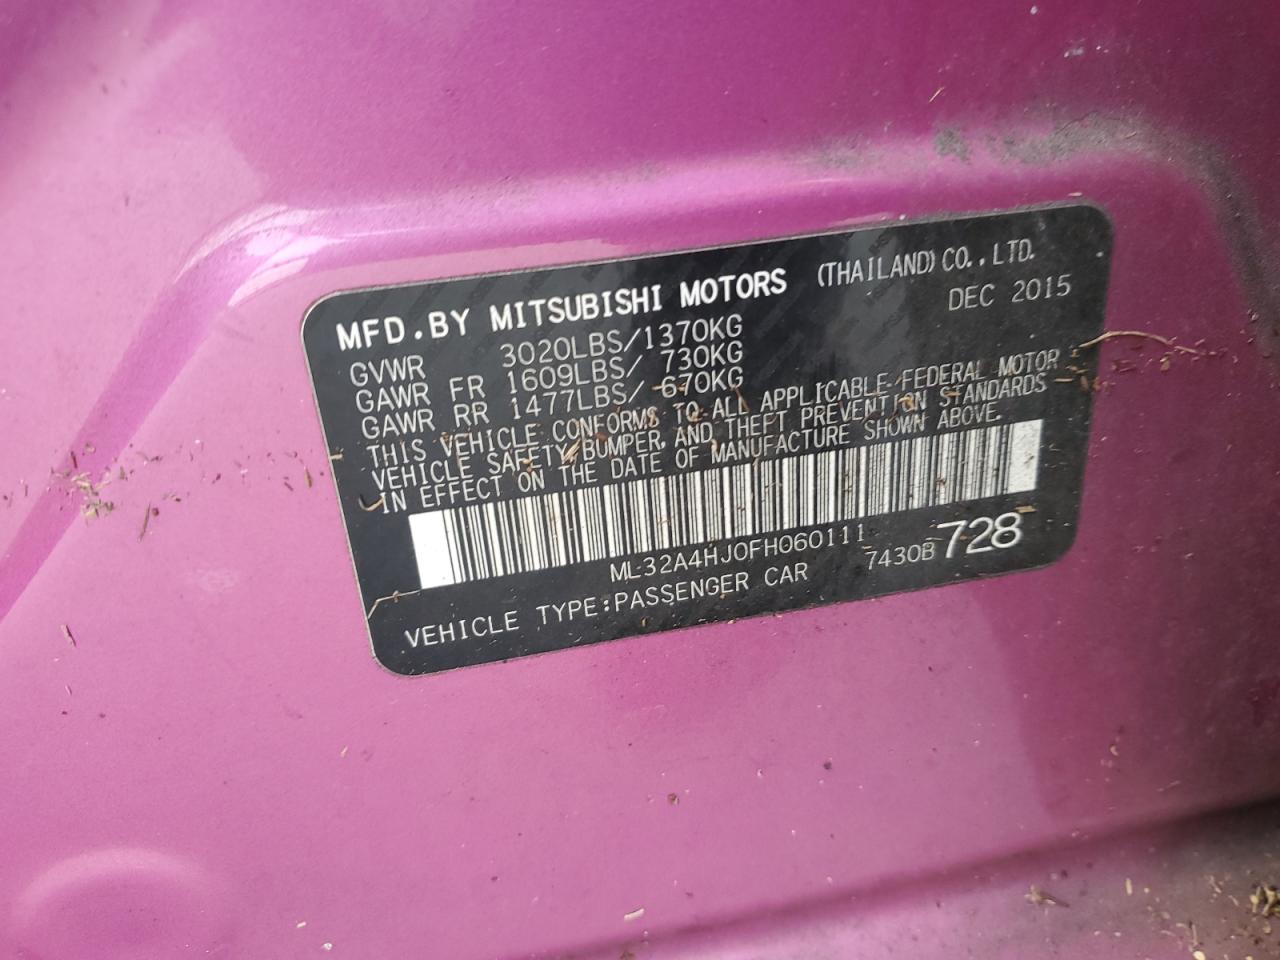 MFD.BY MITSUBISHI MOTORS (THAILAND) CO.,LTD.
DEC 2015
GVWR 3020LBS/1370KG
GAWR FR 1609LBS/ 730KG
GAWR RR 1477LBS/ 670KG
THIS VEHICLE CONFORMS TO ALL APPLICABLE FEDERAL MOTOR
VEHICLE SAFETY, BUMPER, AND THEFT PREVENTION STANDARDS
IN EFFECT ON THE DATE OF MANUFACTURE SHOWN ABOVE.
ML32A4HJ0FH060111 7430B 728
VEHICLE TYPE:PASSENGER CAR